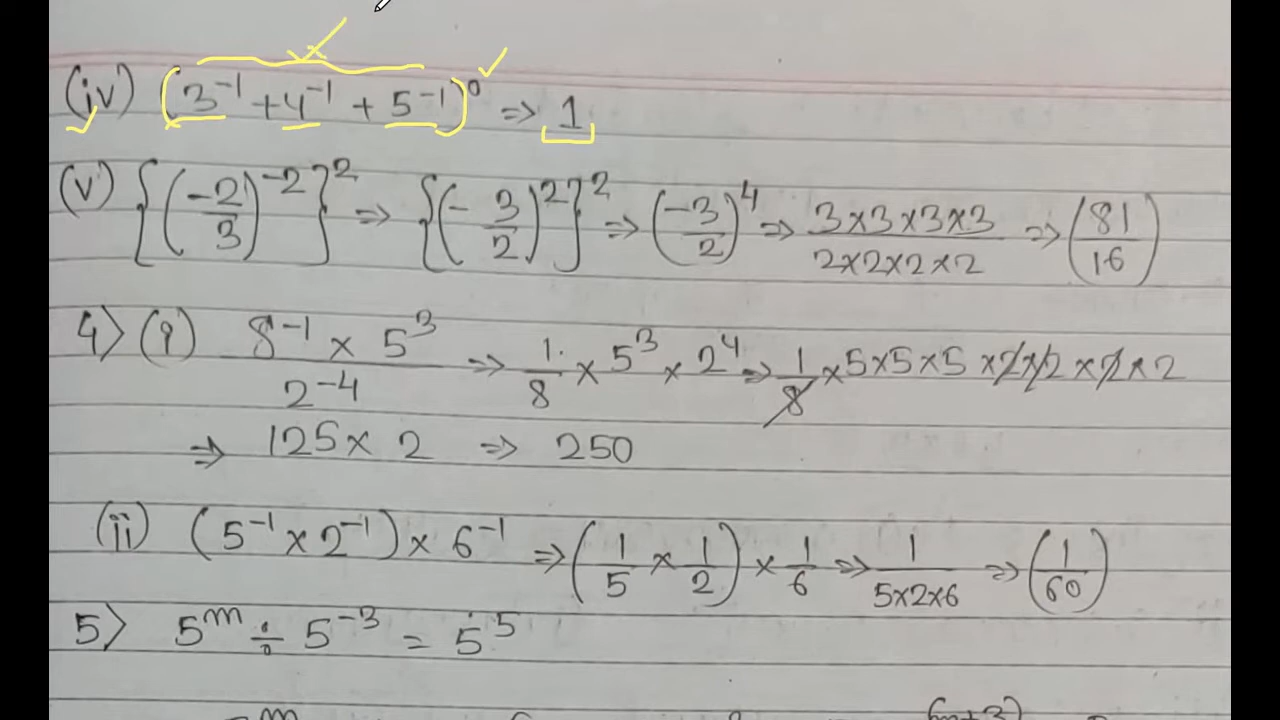 (iv) (3⁻¹ + 4⁻¹ + 5⁻¹)⁰ ⇒ 1
(v) {(-2/3)⁻²}² ⇒ {(-3/2)²}² ⇒ (-3/2)⁴ ⇒ 3×3×3×3/2×2×2×2 ⇒ (81/16)
4) (i) 8⁻¹ × 5³/2⁻⁴ ⇒ 1/8 × 5³ × 2⁴ ⇒ 1/8 × 5×5×5 ×2×2×2×2
⇒ 125 × 2 ⇒ 250
(ii) (5⁻¹ × 2⁻¹) × 6⁻¹ ⇒ (1/5 × 1/2) × 1/6 ⇒ 1/5×2×6 ⇒ (1/60)
5) 5ᵐ ÷ 5⁻³ = 5⁵